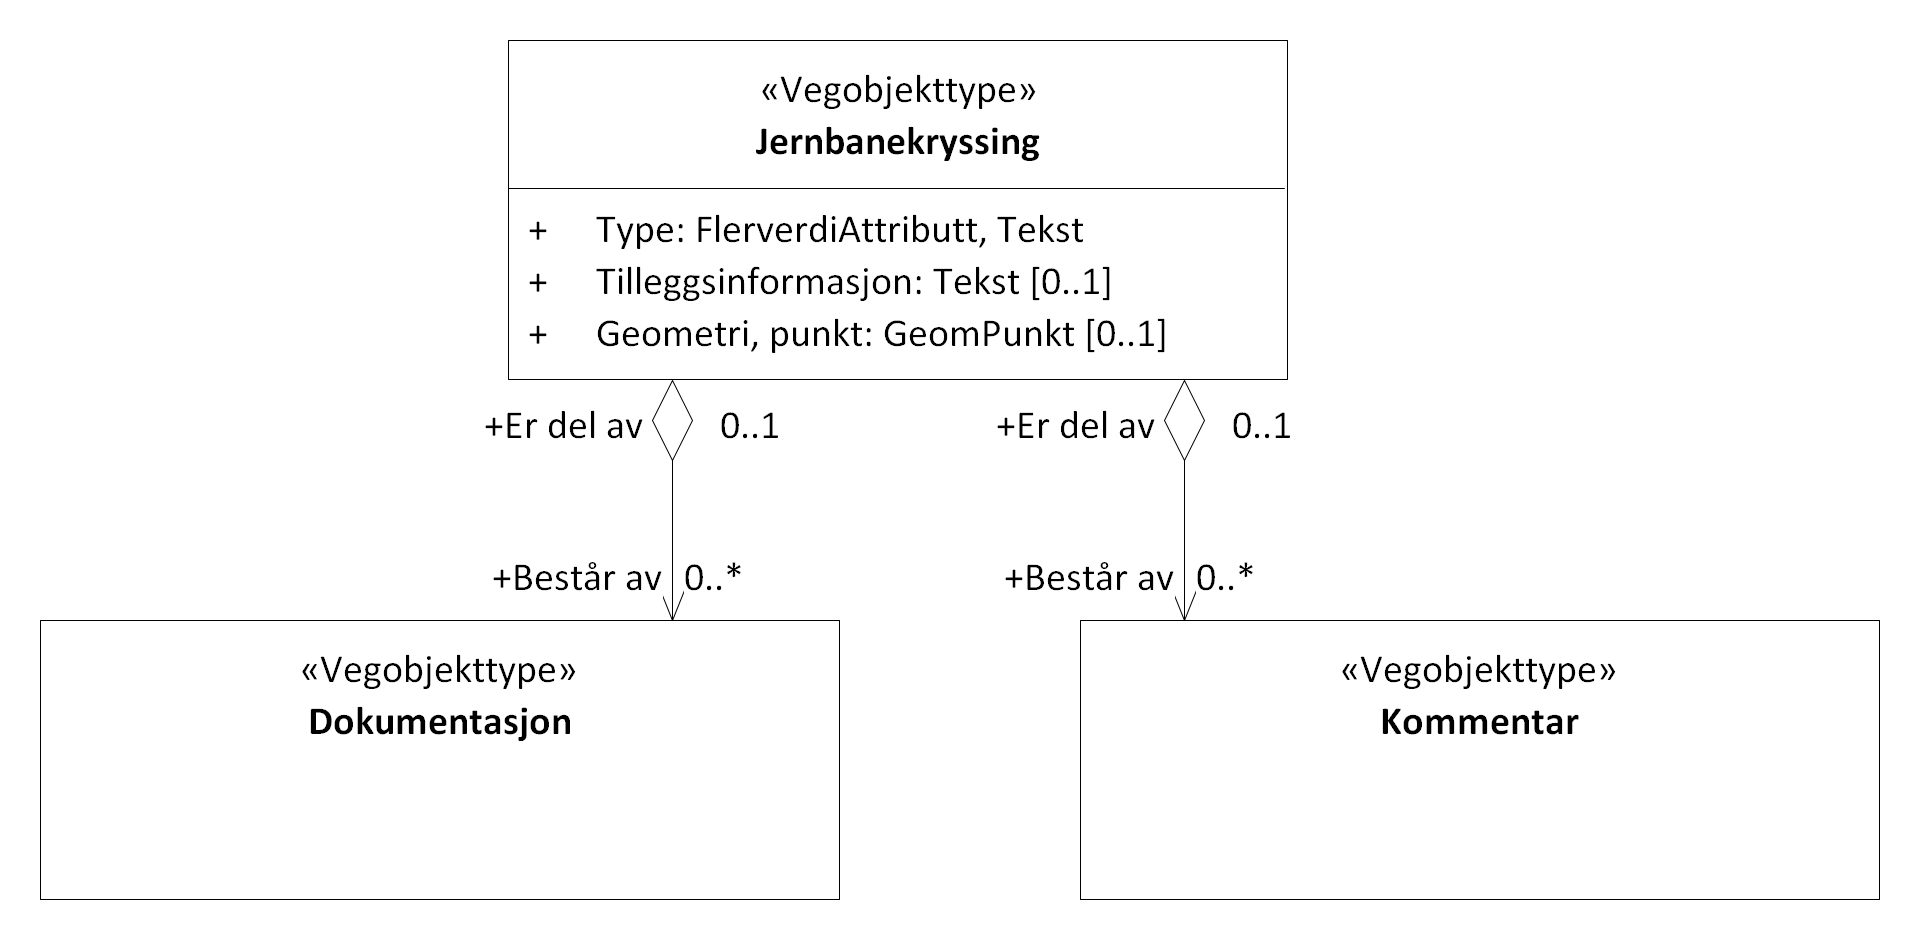 «Vegobjekttype»
Jernbanekryssing
+ Type: FlerverdiAttributt, Tekst
+ Tilleggsinformasjon: Tekst [0..1]
+ Geometri, punkt: GeomPunkt [0..1]
+Er del av 0..1
+Er del av 0..1
+Består av 0..*
+Består av 0..*
«Vegobjekttype»
Dokumentasjon
«Vegobjekttype»
Kommentar